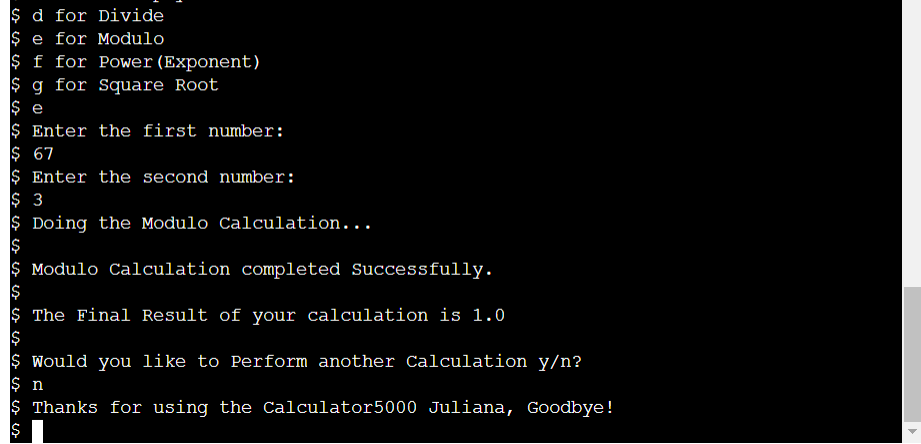 $ d for Divide
$ e for Modulo
$ f for Power(Exponent)
$ g for Square Root
$ e
$ Enter the first number:
$ 67
$ Enter the second number:
$ 3
$ Doing the Modulo Calculation...
$
$ Modulo Calculation completed Successfully.
$
$ The Final Result of your calculation is 1.0
$
$ Would you like to Perform another Calculation y/n?
$ n
$ Thanks for using the Calculator5000 Juliana, Goodbye!
$